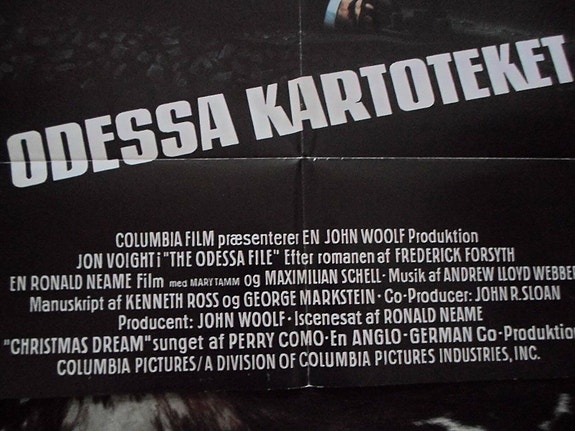 ODESSA KARTOTEKET
COLUMBIA FILM præsenterer EN JOHN WOOLF Produktion
JON VOIGHT i "THE ODESSA FILE" Efter romanen af FREDERICK FORSYTH
EN RONALD NEAME Film med MARY TAMM og MAXIMILIAN SCHELL · Musik af ANDREW LLOYD WEBBER
Manuskript af KENNETH ROSS og GEORGE MARKSTEIN · Co-Producer: JOHN R. SLOAN
Producent: JOHN WOOLF · Iscenesat af RONALD NEAME
"CHRISTMAS DREAM" sunget af PERRY COMO · En ANGLO - GERMAN Co-Produktion
COLUMBIA PICTURES / A DIVISION OF COLUMBIA PICTURES INDUSTRIES, INC.